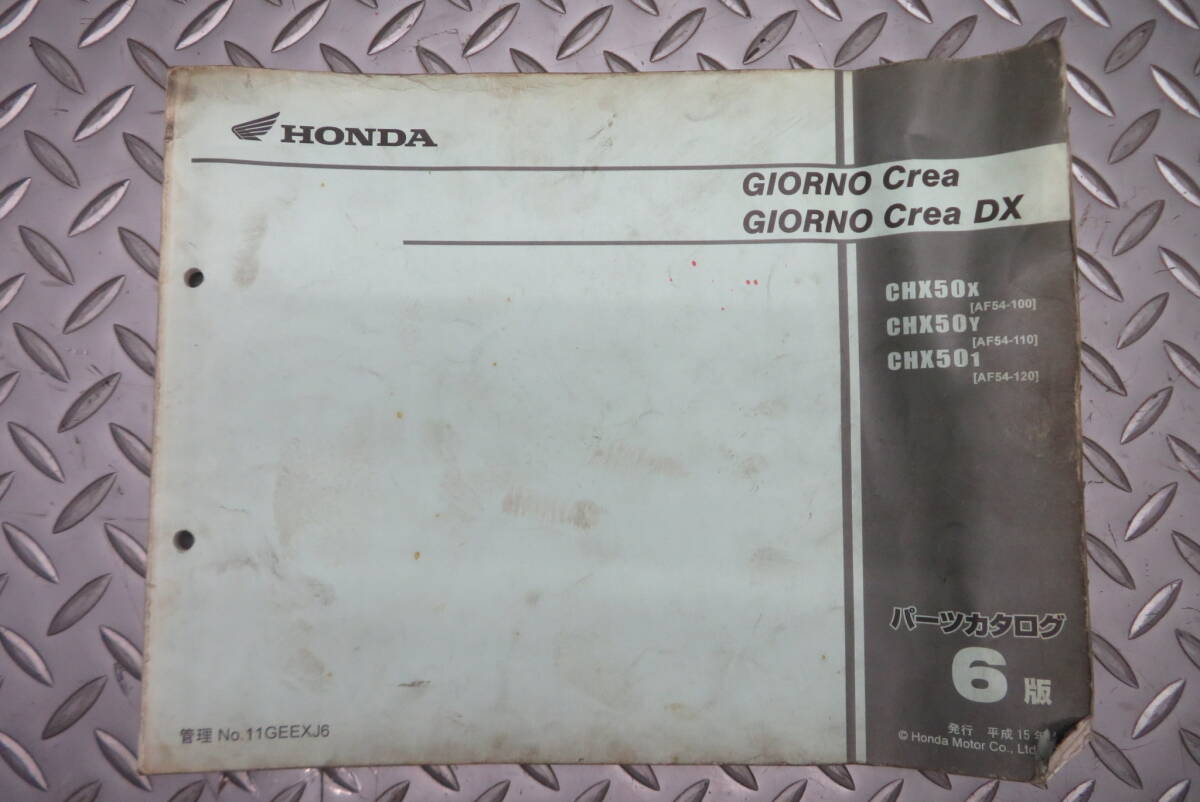 HONDA
GIORNO Crea
GIORNO Crea DX
CHX50X
[AF54-100]
CHX50Y
[AF54-110]
CHX501
[AF54-120]
パーツカタログ
6版
発行 平成15年
© Honda Motor Co., Ltd
管理 No.11GEEXJ6